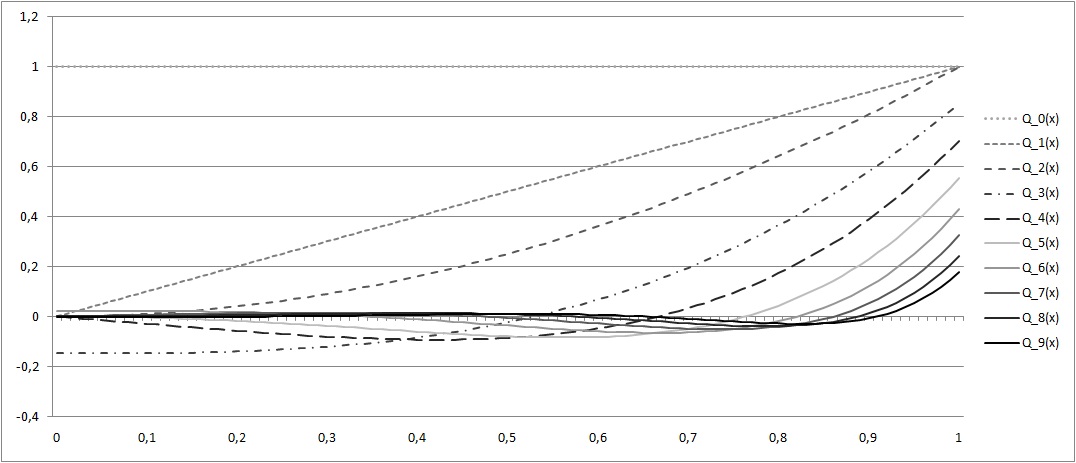 1,2
1
0,8
0,6
0,4
0,2
0
-0,2
-0,4
0 0,1 0,2 0,3 0,4 0,5 0,6 0,7 0,8 0,9 1
Q_0(x)
Q_1(x)
Q_2(x)
Q_3(x)
Q_4(x)
Q_5(x)
Q_6(x)
Q_7(x)
Q_8(x)
Q_9(x)